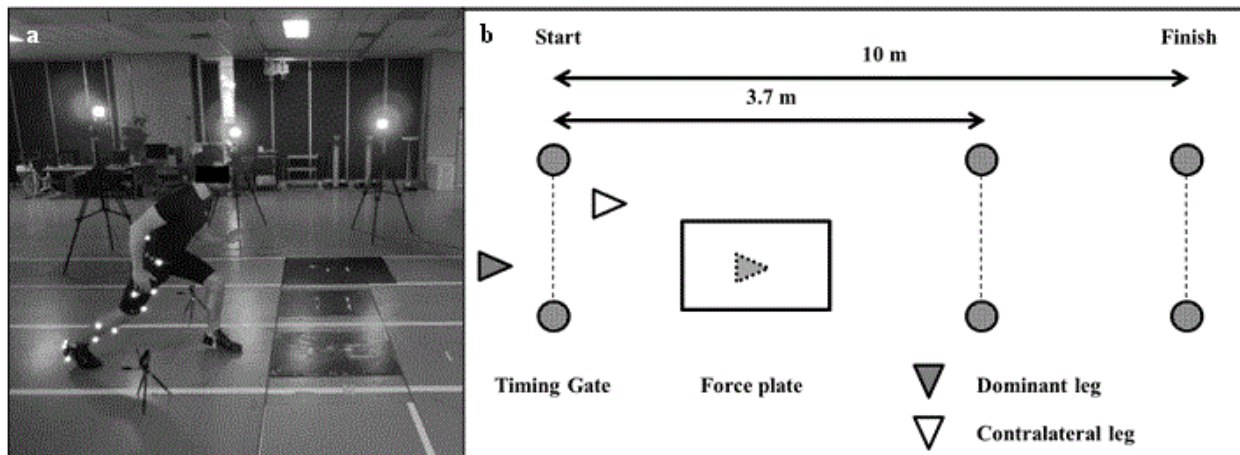 a
b
Start
Finish
10 m
3.7 m
Timing Gate
Force plate
Dominant leg
Contralateral leg